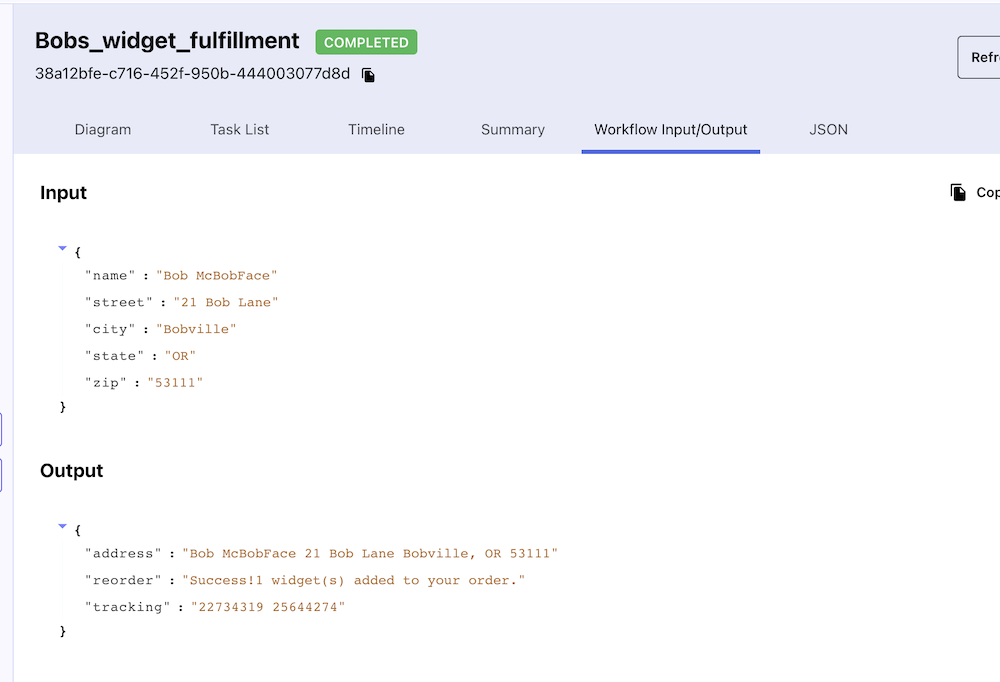 Bobs_widget_fulfillment COMPLETED
38a12bfe-c716-452f-950b-444003077d8d
Refr
Diagram Task List Timeline Summary Workflow Input/Output JSON
Input
Cop
{
"name" : "Bob McBobFace"
"street" : "21 Bob Lane"
"city" : "Bobville"
"state" : "OR"
"zip" : "53111"
}
Output
{
"address" : "Bob McBobFace 21 Bob Lane Bobville, OR 53111"
"reorder" : "Success!1 widget(s) added to your order."
"tracking" : "22734319 25644274"
}